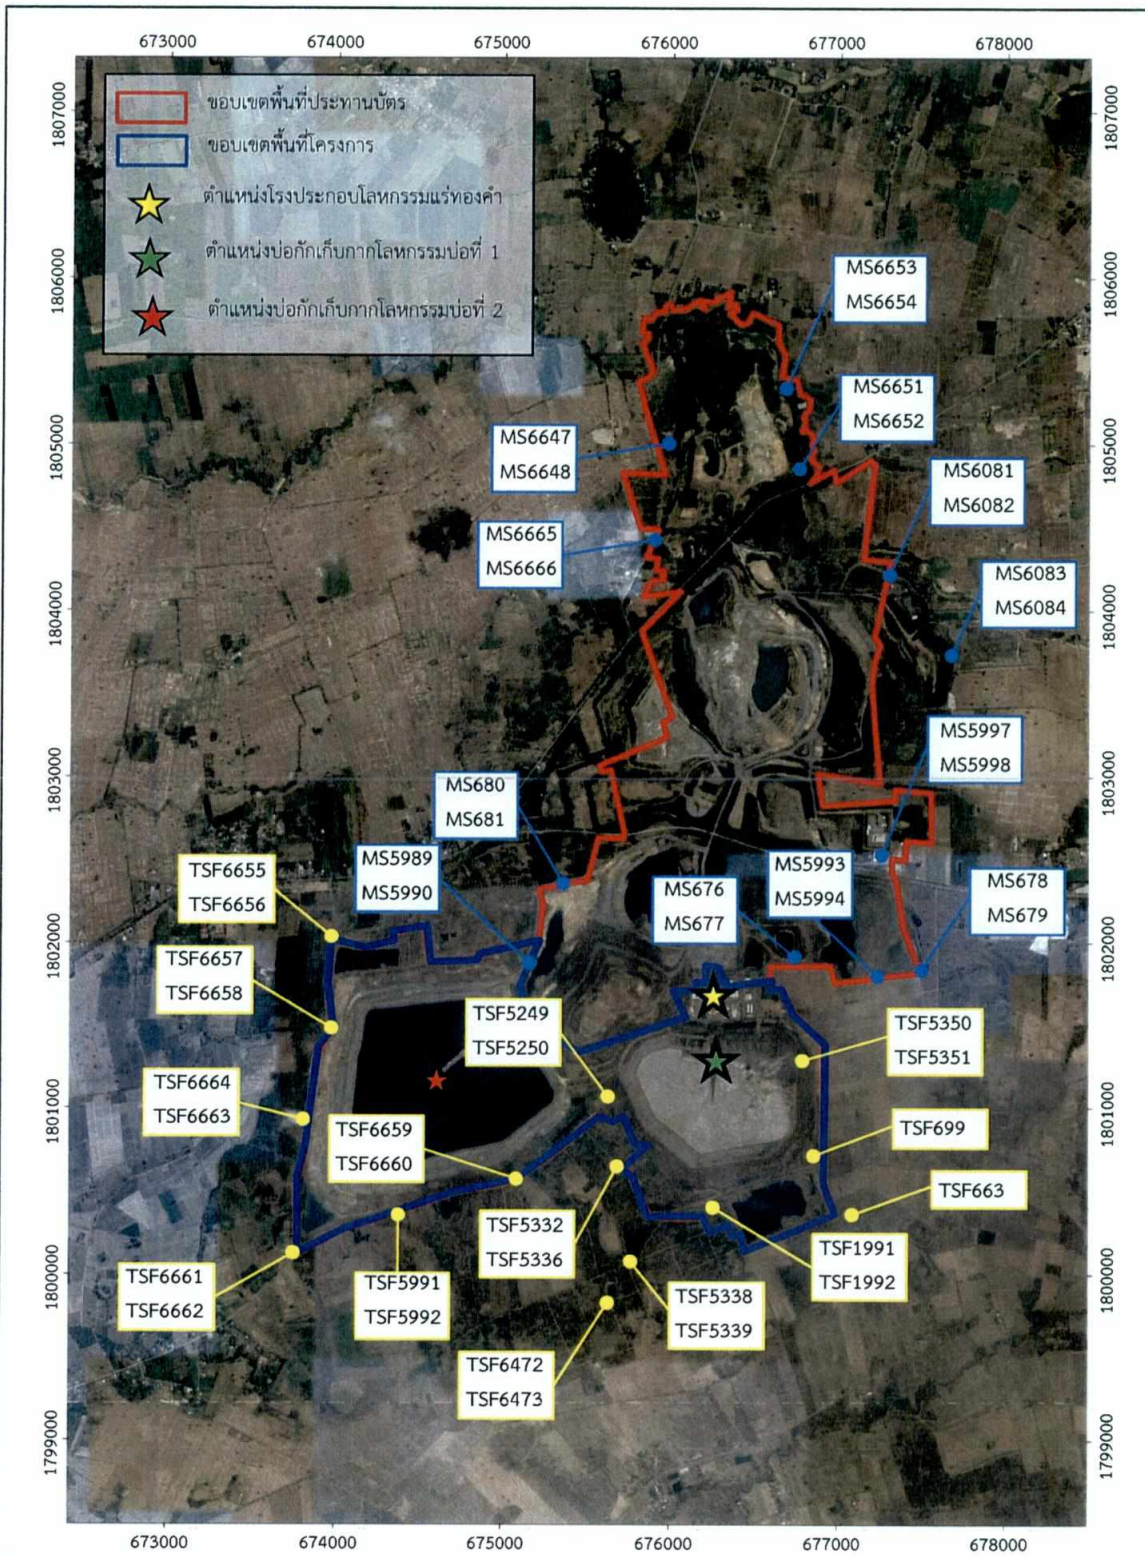 673000 674000 675000 676000 677000 678000
1807000
1807000
ขอบเขตพื้นที่ประทานบัตร
ขอบเขตพื้นที่โครงการ
ตำแหน่งโรงประกอบโลหกรรมแร่ทองคำ
ตำแหน่งบ่อกักเก็บกากโลหกรรมบ่อที่ 1
ตำแหน่งบ่อกักเก็บกากโลหกรรมบ่อที่ 2
1806000
1806000
MS6653
MS6654
MS6651
MS6652
1805000
1805000
MS6647
MS6648
MS6081
MS6082
MS6665
MS6666
MS6083
MS6084
1804000
1804000
MS5997
MS5998
1803000
1803000
MS680
MS681
MS5989
MS5990
MS676
MS677
MS5993
MS5994
MS678
MS679
TSF6655
TSF6656
1802000
1802000
TSF6657
TSF6658
TSF5249
TSF5250
TSF5350
TSF5351
TSF6664
TSF6663
1801000
1801000
TSF6659
TSF6660
TSF699
TSF663
TSF5332
TSF5336
TSF1991
TSF1992
TSF6661
TSF6662
1800000
1800000
TSF5991
TSF5992
TSF5338
TSF5339
TSF6472
TSF6473
1799000
1799000
673000 674000 675000 676000 677000 678000